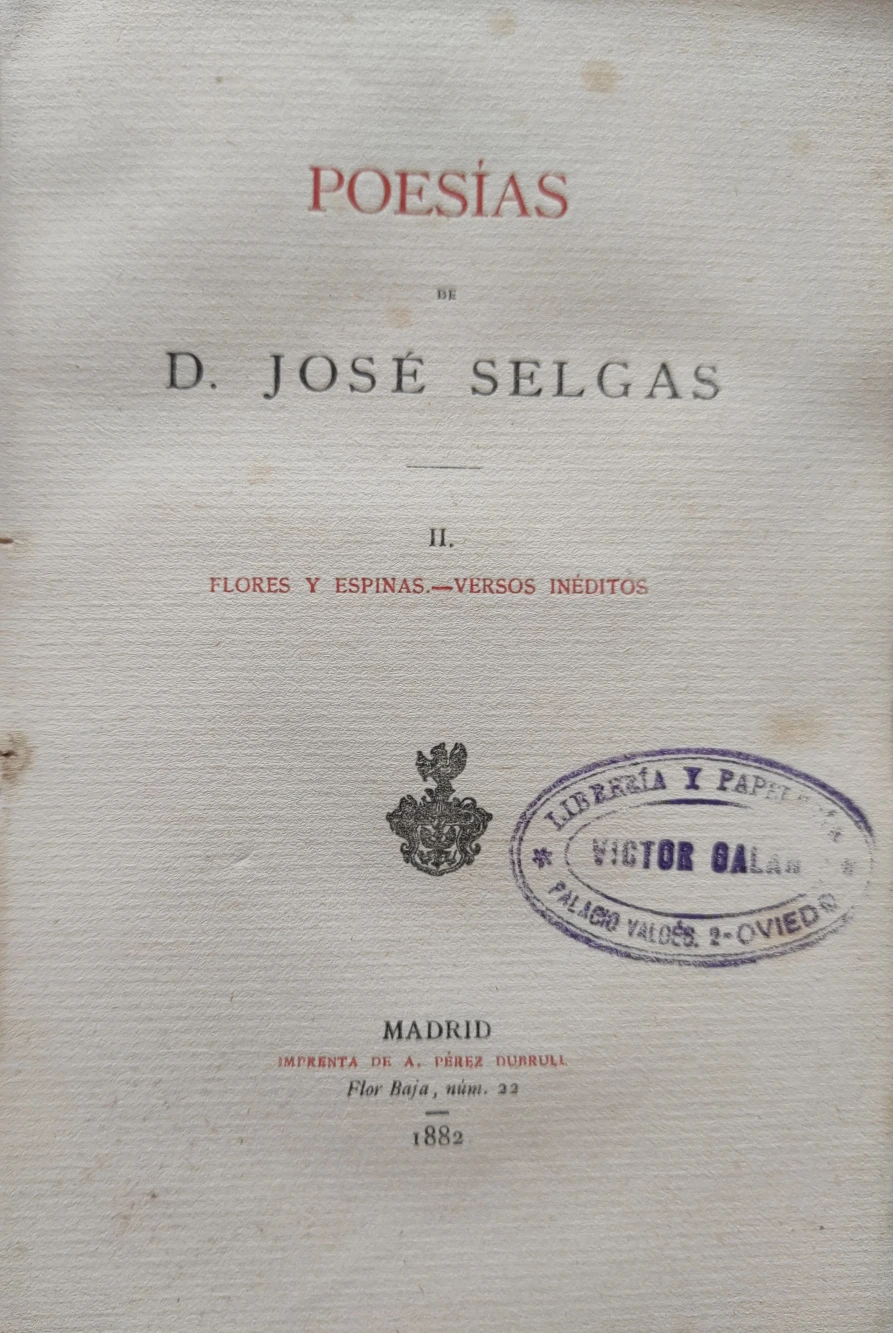 POESÍAS
DE
D. JOSÉ SELGAS
II.
FLORES Y ESPINAS.—VERSOS INÉDITOS
LIBRERÍA Y PAPELERÍA
VICTOR GALAN
PALACIO VALDÉS. 2-OVIEDO
MADRID
IMPRENTA DE A. PÉREZ DUBRULL
Flor Baja, núm. 22
1882